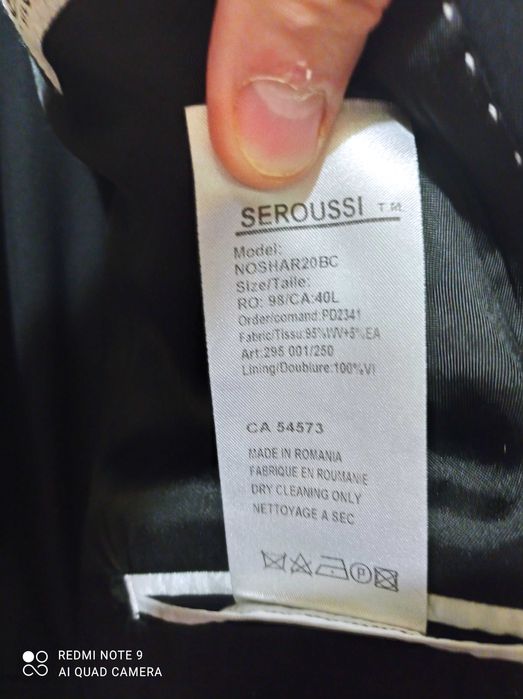 SEROUSSI T.M.
Model:
NOSHAR20BC
Size/Taile:
RO: 98/CA:40L
Order/comand:PD2341
Fabric/Tissu:95%WV+5%EA
Art:295 001/250
Lining/Doublure:100%VI
CA 54573
MADE IN ROMANIA
FABRIQUE EN ROUMANIE
DRY CLEANING ONLY
NETTOYAGE A SEC
P
REDMI NOTE 9
AI QUAD CAMERA